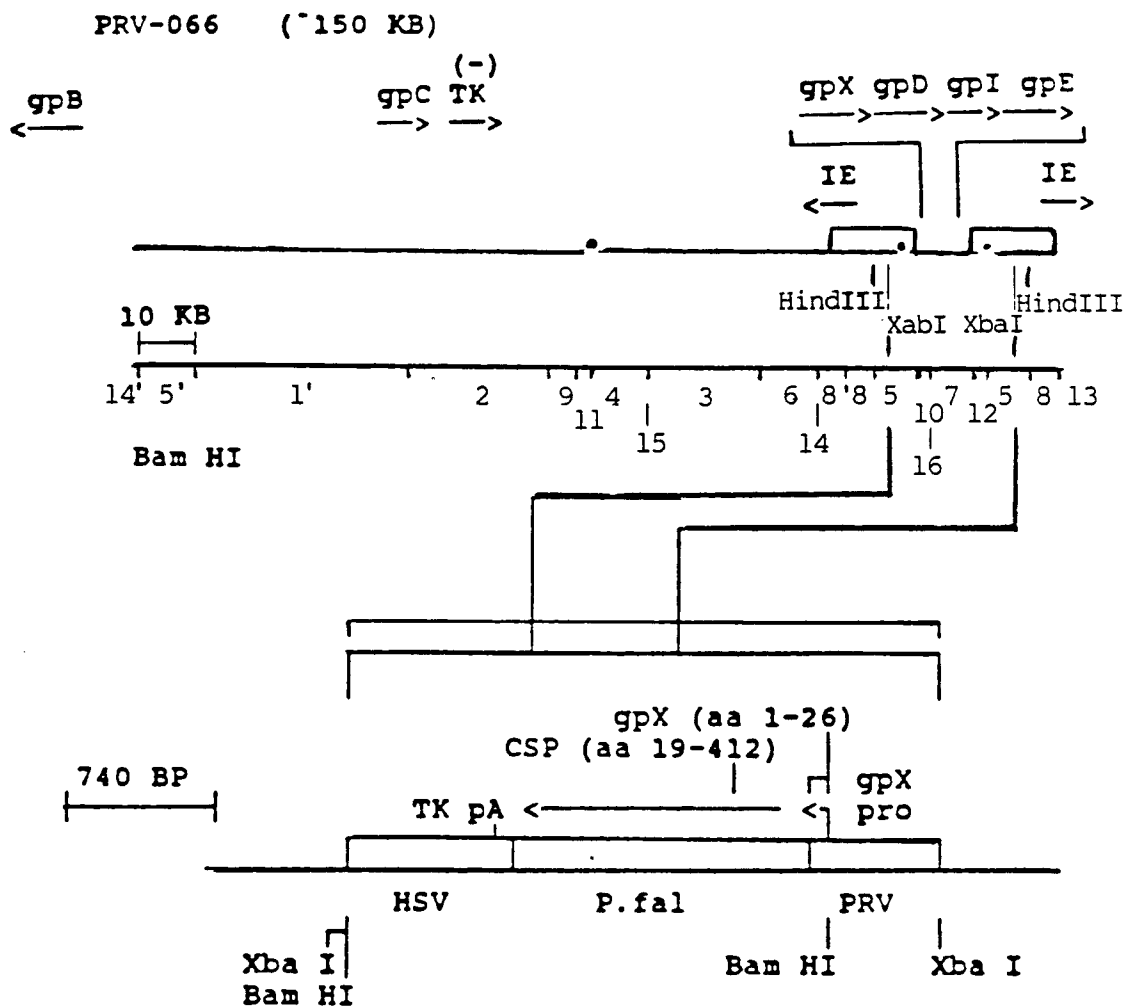 PRV-066 (~150 KB)
(-)
gpB gpC TK gpX gpD gpI gpE
IE IE
HindIII HindIII
XabI XbaI
10 KB
14' 5' 1' 2 9 4 3 6 8' '8 5 7 5 8 13
11 10 12
15 14 16
Bam HI
gpX (aa 1-26)
CSP (aa 19-412)
740 BP
gpX
TK pA pro
HSV P.fal PRV
Xba I Bam HI Xba I
Bam HI